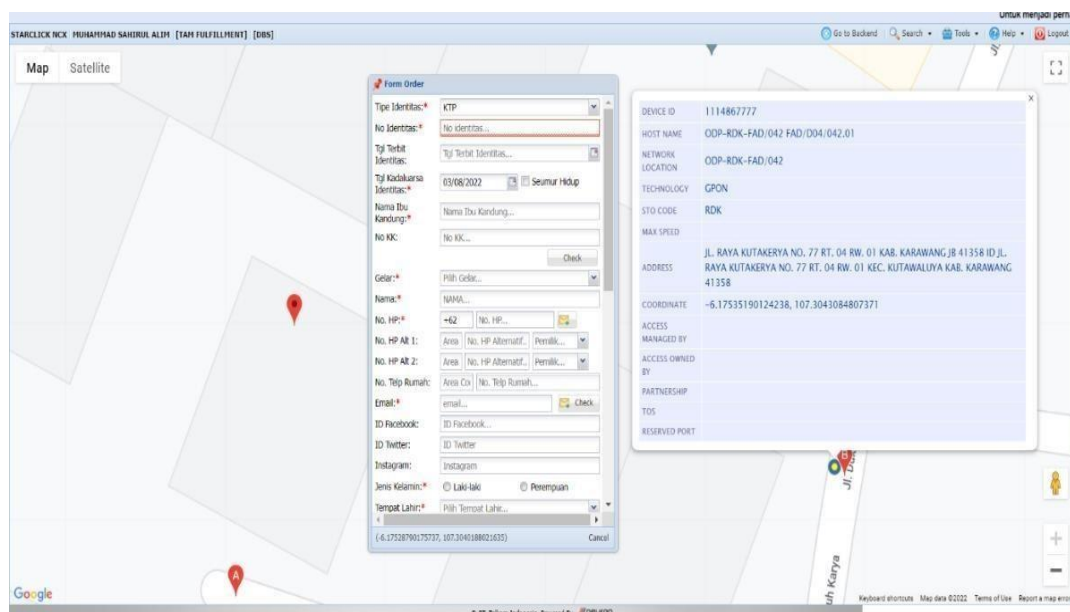 Untuk menjadi perna
STARCLICK NCX MUHAMMAD SAHIRUL ALIM [TAM FULFILLMENT] [DBS]
Go to Backend Search Tools Help Logout
Map Satellite
Form Order
Tipe Identitas:* KTP
No Identitas:* No identitas...
Tgl Terbit
Identitas: Tgl Terbit Identitas...
Tgl Kadaluarsa
Identitas:* 03/08/2022 Seumur Hidup
Nama Ibu
Kandung:* Nama Ibu Kandung...
No KK: No KK...
Check
Gelar:* Pilih Gelar...
Nama:* NAMA...
No. HP:* +62 No. HP...
No. HP Alt 1: Area No. HP Alternatif.. Pemilik...
No. HP Alt 2: Area No. HP Alternatif.. Pemilik...
No. Telp Rumah: Area Co No. Telp Rumah...
Email:* email... Check
ID Facebook: ID Facebook...
ID Twitter: ID Twitter
Instagram: Instagram
Jenis Kelamin:* Laki-laki Perempuan
Tempat Lahir:* Pilih Tempat Lahir...
(-6.17528790175737, 107.3040188021635) Cancel
x
DEVICE ID 1114867777
HOST NAME ODP-RDK-FAD/042 FAD/D04/042.01
NETWORK
LOCATION ODP-RDK-FAD/042
TECHNOLOGY GPON
STO CODE RDK
MAX SPEED
ADDRESS JL. RAYA KUTAKERYA NO. 77 RT. 04 RW. 01 KAB. KARAWANG JB 41358 ID JL.
RAYA KUTAKERYA NO. 77 RT. 04 RW. 01 KEC. KUTAWALUYA KAB. KARAWANG
41358
COORDINATE -6.17535190124238, 107.3043084807371
ACCESS
MANAGED BY
ACCESS OWNED
BY
PARTNERSHIP
TOS
RESERVED PORT
Jl.
B
Jl.
A
uh Karya
Google
Keyboard shortcuts Map data ©2022 Terms of Use Report a map error